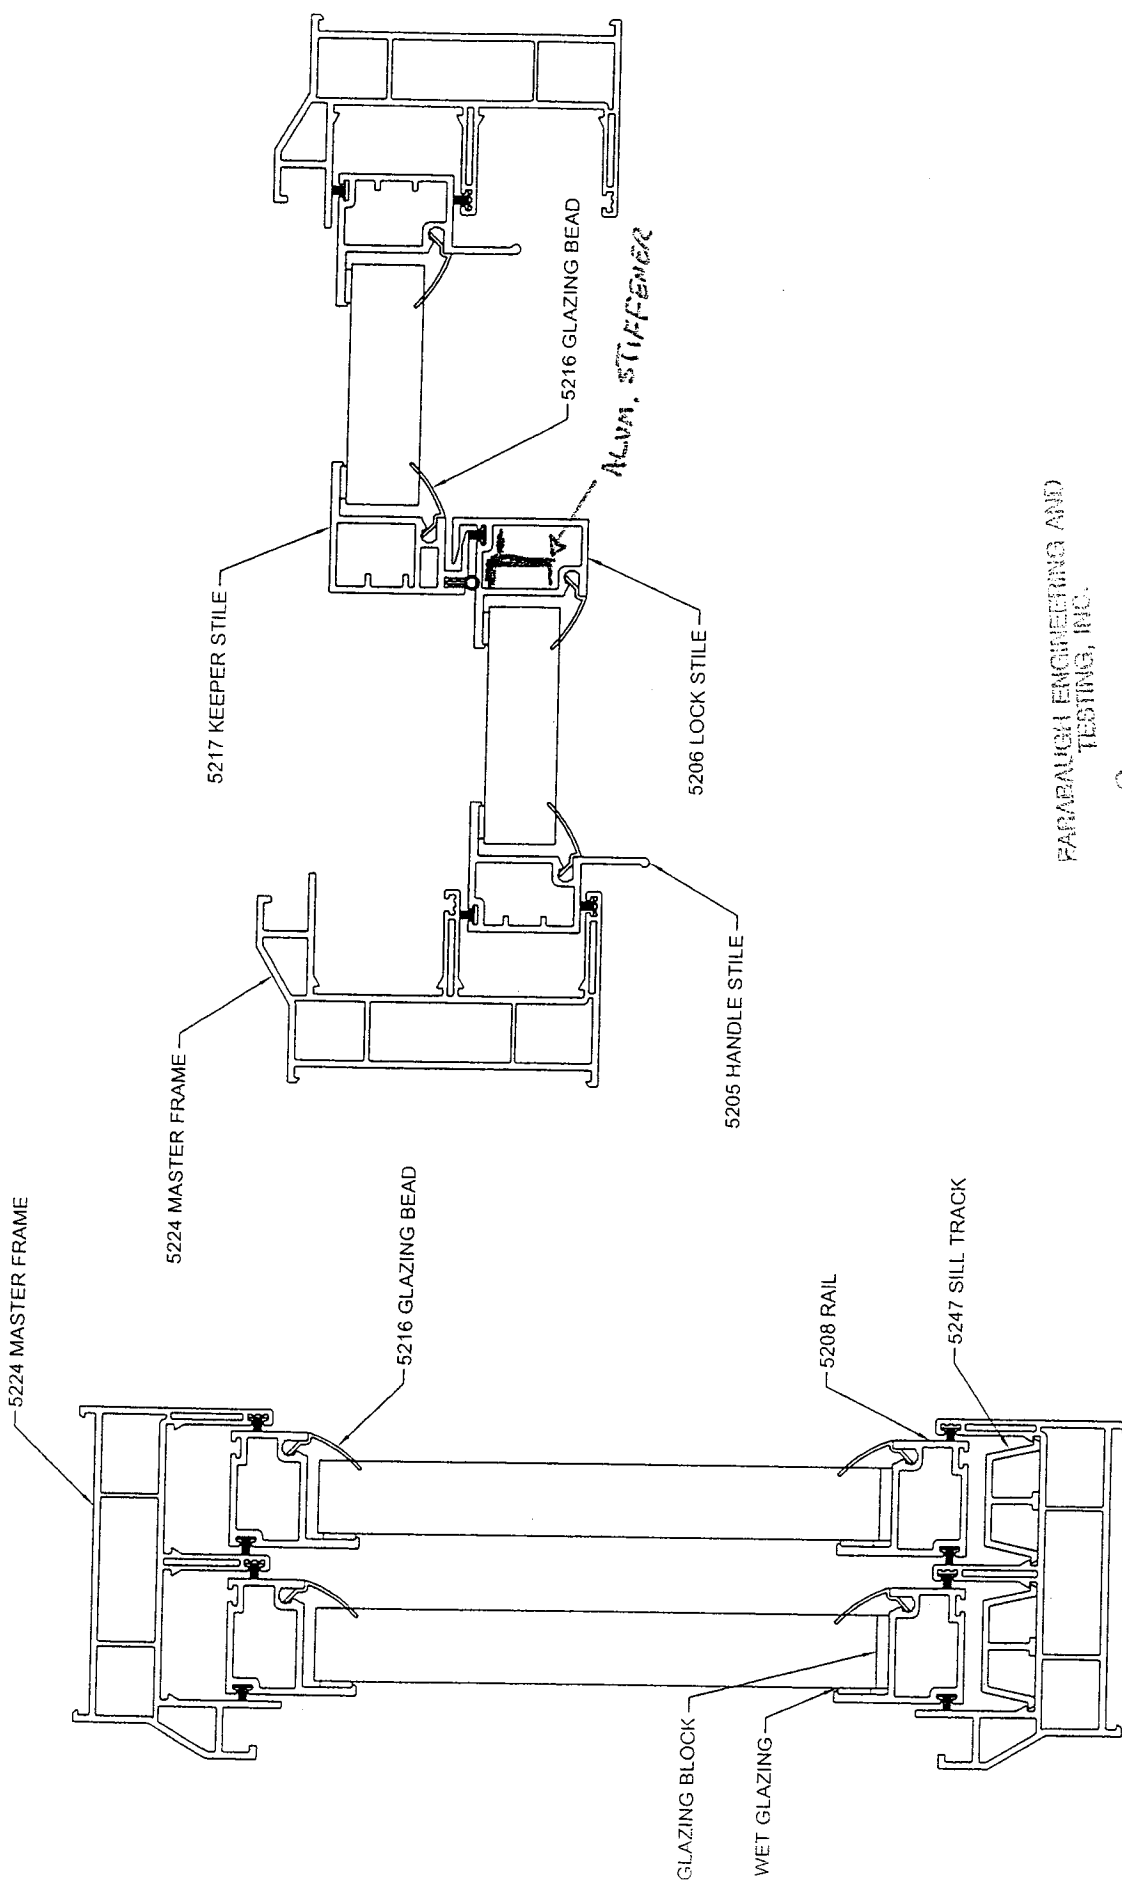 5224 MASTER FRAME
5216 GLAZING BEAD
5208 RAIL
5247 SILL TRACK
GLAZING BLOCK
WET GLAZING
5224 MASTER FRAME
5217 KEEPER STILE
5216 GLAZING BEAD
ALUM. STIFFENER
5206 LOCK STILE
5205 HANDLE STILE
ENGINEERING AND
TESTING, INC.